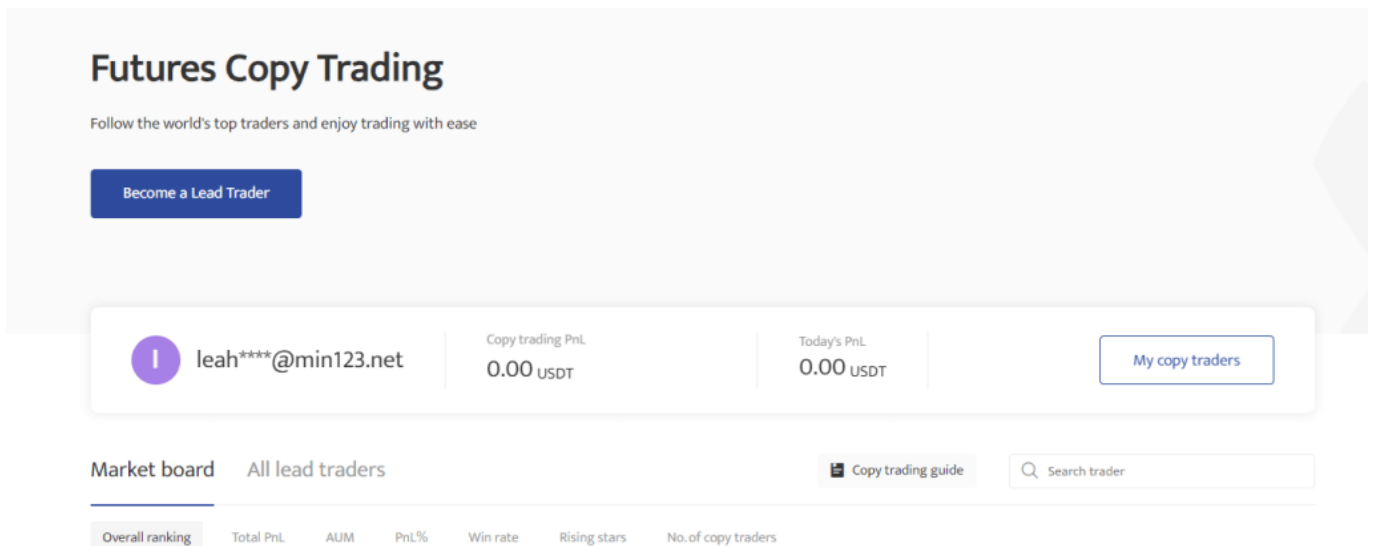 Futures Copy Trading
Follow the world's top traders and enjoy trading with ease
Become a Lead Trader
l
leah****@min123.net
Copy trading PnL
0.00 USDT
Today's PnL
0.00 USDT
My copy traders
Market board
All lead traders
Copy trading guide
Search trader
Overall ranking
Total PnL
AUM
PnL%
Win rate
Rising stars
No. of copy traders